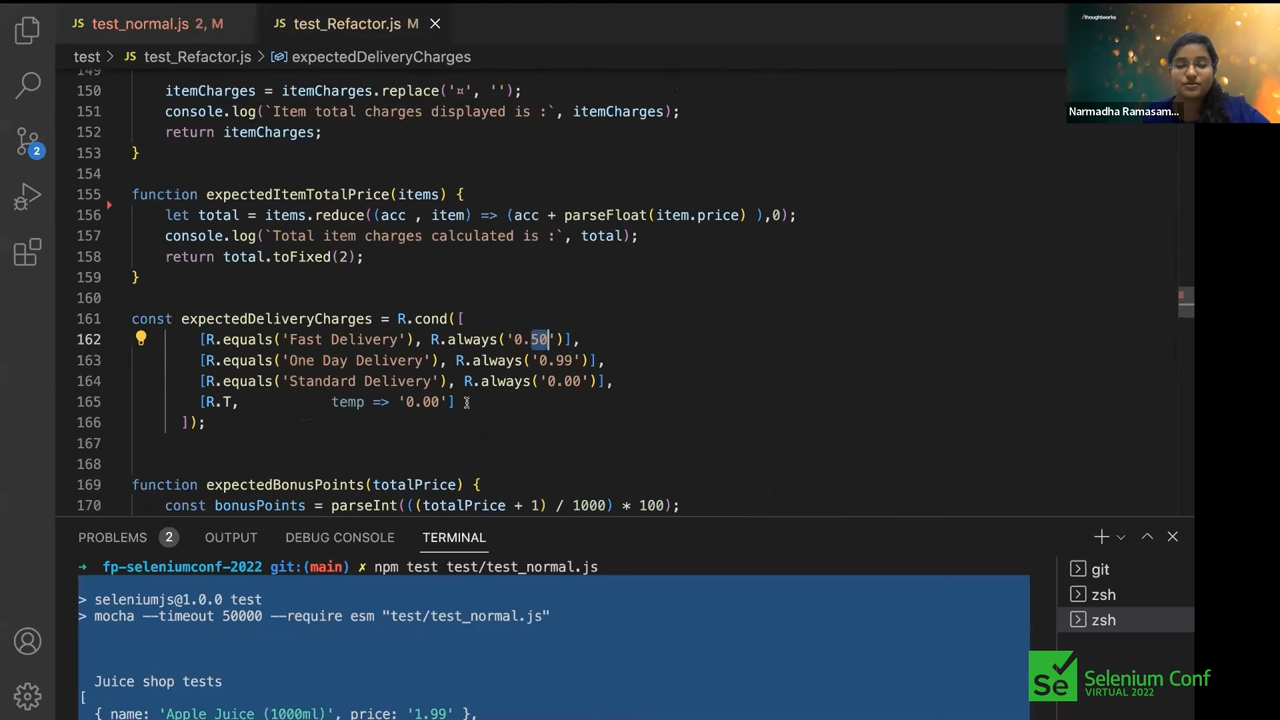 JS test_normal.js 2, M
JS test_Refactor.js M
test > JS test_Refactor.js > expectedDeliveryCharges
149
150 itemCharges = itemCharges.replace('¤', '');
151 console.log(`Item total charges displayed is :`, itemCharges);
152 return itemCharges;
153 }
154
155 function expectedItemTotalPrice(items) {
156 let total = items.reduce((acc , item) => (acc + parseFloat(item.price) ),0);
157 console.log(`Total item charges calculated is :`, total);
158 return total.toFixed(2);
159 }
160
161 const expectedDeliveryCharges = R.cond([
162 [R.equals('Fast Delivery'), R.always('0.50')],
163 [R.equals('One Day Delivery'), R.always('0.99')],
164 [R.equals('Standard Delivery'), R.always('0.00')],
165 [R.T, temp => '0.00']
166 ]);
167
168
169 function expectedBonusPoints(totalPrice) {
170 const bonusPoints = parseInt(((totalPrice + 1) / 1000) * 100);
/thoughtworks
Narmadha Ramasam...
2
PROBLEMS 2 OUTPUT DEBUG CONSOLE TERMINAL
→ fp-seleniumconf-2022 git:(main) ✗ npm test test/test_normal.js
> seleniumjs@1.0.0 test
> mocha --timeout 50000 --require esm "test/test_normal.js"
Juice shop tests
[
{ name: 'Apple Juice (1000ml)', price: '1.99' },
git
zsh
zsh
Se Selenium Conf
VIRTUAL 2022